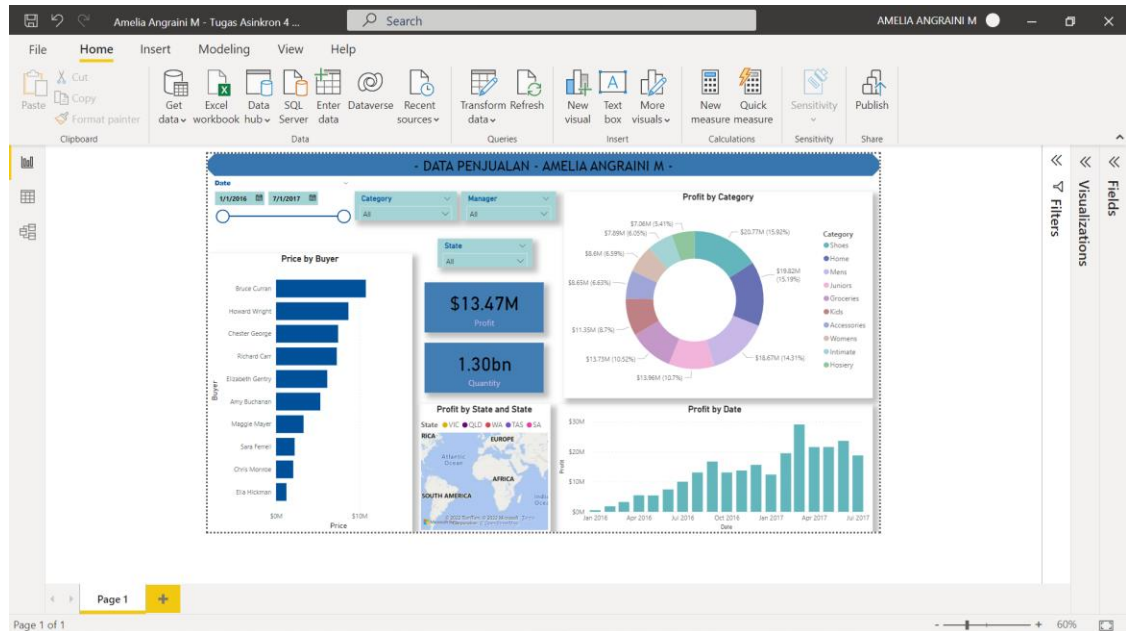 Amelia Angraini M - Tugas Asinkron 4 ...
Search
AMELIA ANGRAINI M
File Home Insert Modeling View Help
Paste
Cut
Copy
Format painter
Clipboard
Get data
Excel workbook
Data hub
SQL Server
Enter data
Dataverse
Recent sources
Data
Transform data
Refresh
Queries
New visual
Text box
More visuals
Insert
New measure
Quick measure
Calculations
Sensitivity
Sensitivity
Publish
Share
- DATA PENJUALAN - AMELIA ANGRAINI M -
Date
1/1/2016 7/1/2017
Category
All
Manager
All
State
All
Price by Buyer
Buyer
Bruce Curran
Howard Wright
Chester George
Richard Carr
Elizabeth Gentry
Amy Buchanan
Maggie Mayer
Sara Ferrell
Chris Monroe
Ella Hickman
$0M $10M
Price
$13.47M
Profit
1.30bn
Quantity
Profit by State and State
State VIC QLD WA TAS SA
RICA
EUROPE
Atlantic
Ocean
AFRICA
SOUTH AMERICA
Profit by Category
$7.06M (5.41%)
$7.89M (6.05%)
$8.6M (6.59%)
$8.65M (6.63%)
$11.35M (8.7%)
$13.73M (10.52%)
$13.96M (10.7%)
$18.67M (14.31%)
$19.82M
(15.19%)
$20.77M (15.92%)
Category
Shoes
Home
Mens
Juniors
Groceries
Kids
Accessories
Womens
Intimate
Hosiery
Profit by Date
Profit
$30M
$20M
$10M
$0M
Jan 2016 Apr 2016 Jul 2016 Oct 2016 Jan 2017 Apr 2017 Jul 2017
Date
Filters
Visualizations
Fields
Page 1
Page 1 of 1
60%